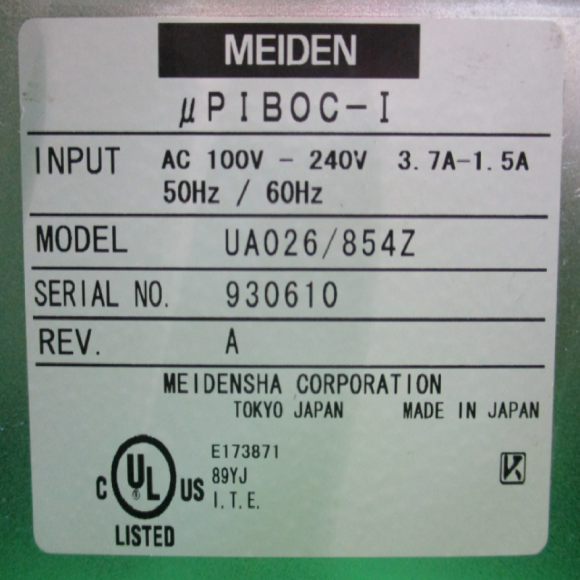 MEIDEN
μPIBOC-I
INPUT AC 100V - 240V 3.7A-1.5A
50Hz / 60Hz
MODEL UA026/854Z
SERIAL NO. 930610
REV. A
MEIDENSHA CORPORATION
TOKYO JAPAN MADE IN JAPAN
E173871
89YJ
I.T.E.
C UL US
LISTED
K